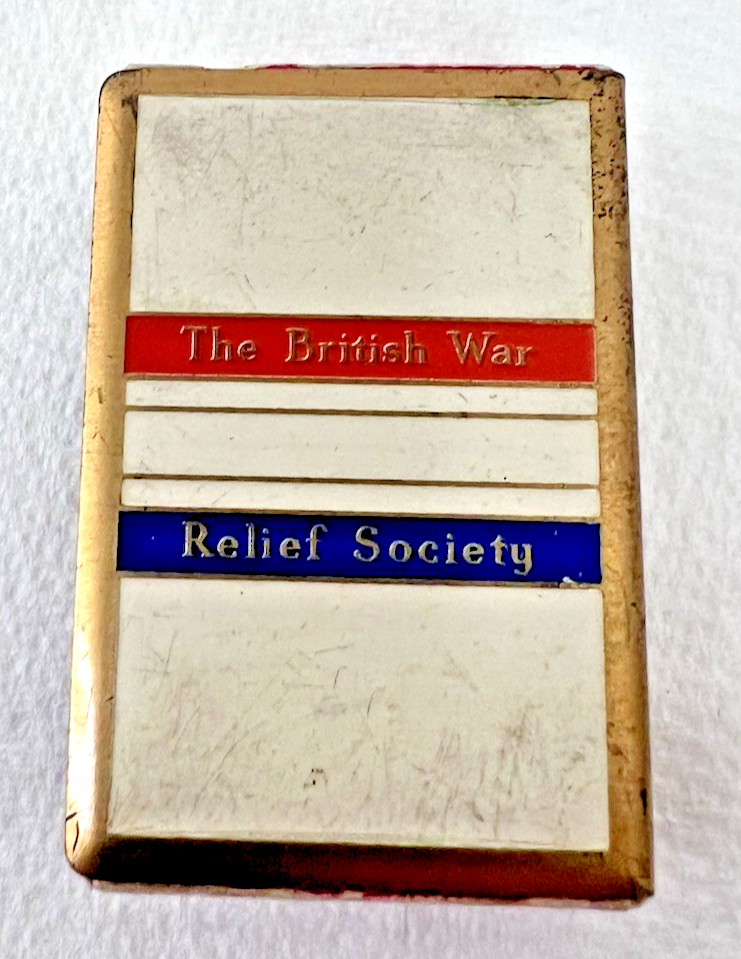 The British War
Relief Society